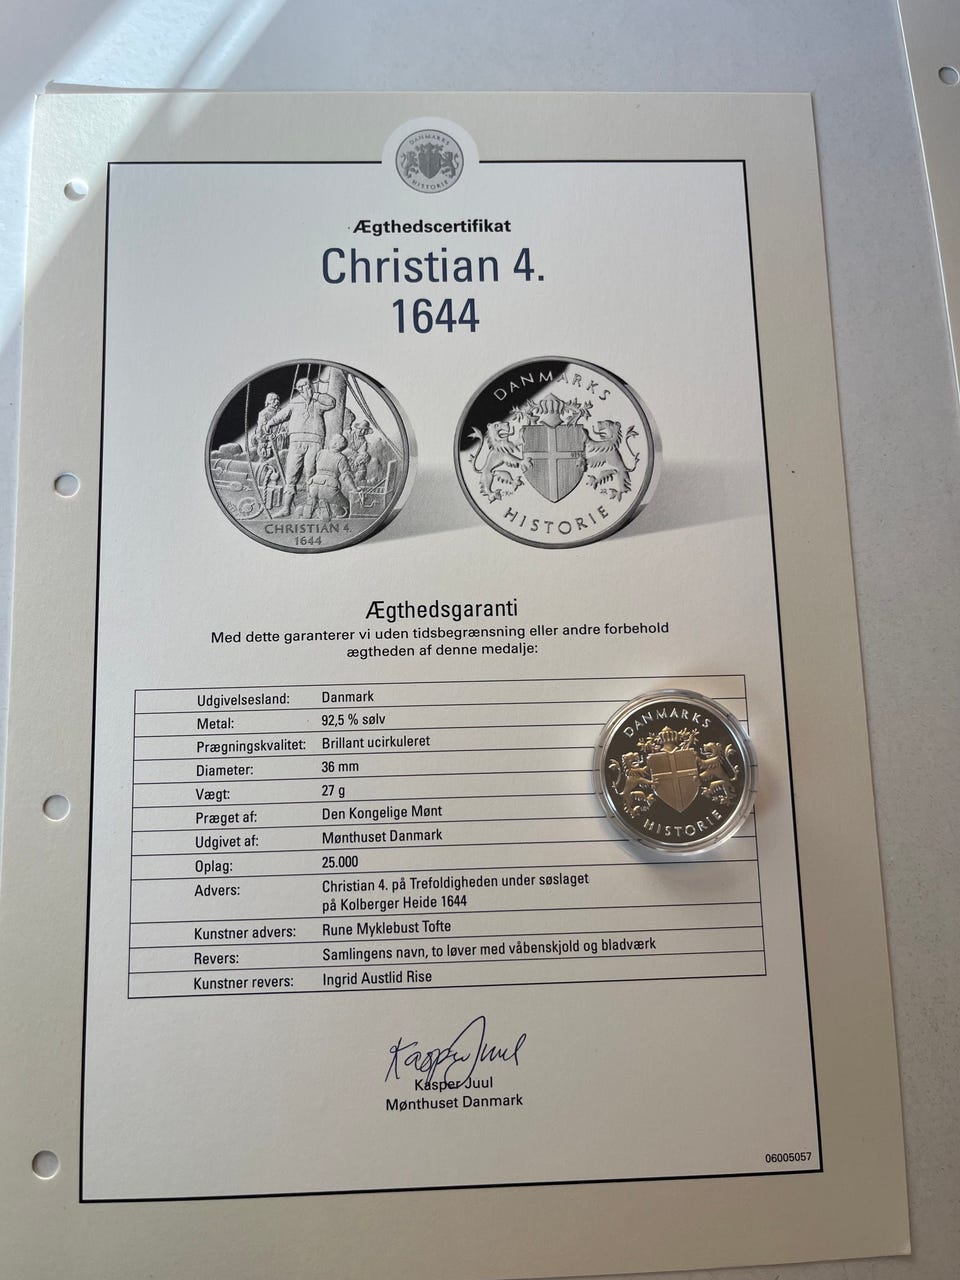 DANMARKS
HISTORIE
Ægthedscertifikat
Christian 4.
1644
CHRISTIAN 4.
1644
DANMARKS
HISTORIE
Ægthedsgaranti
Med dette garanterer vi uden tidsbegrænsning eller andre forbehold
ægtheden af denne medalje:
Udgivelsesland: Danmark
Metal: 92,5 % sølv
Prægningskvalitet: Brillant ucirkuleret
Diameter: 36 mm
Vægt: 27 g
Præget af: Den Kongelige Mønt
Udgivet af: Mønthuset Danmark
Oplag: 25.000
Advers: Christian 4. på Trefoldigheden under søslaget
på Kolberger Heide 1644
Kunstner advers: Rune Myklebust Tofte
Revers: Samlingens navn, to løver med våbenskjold og bladværk
Kunstner revers: Ingrid Austlid Rise
DANMARKS
HISTORIE
Kasper Juul
Kasper Juul
Mønthuset Danmark
06005057